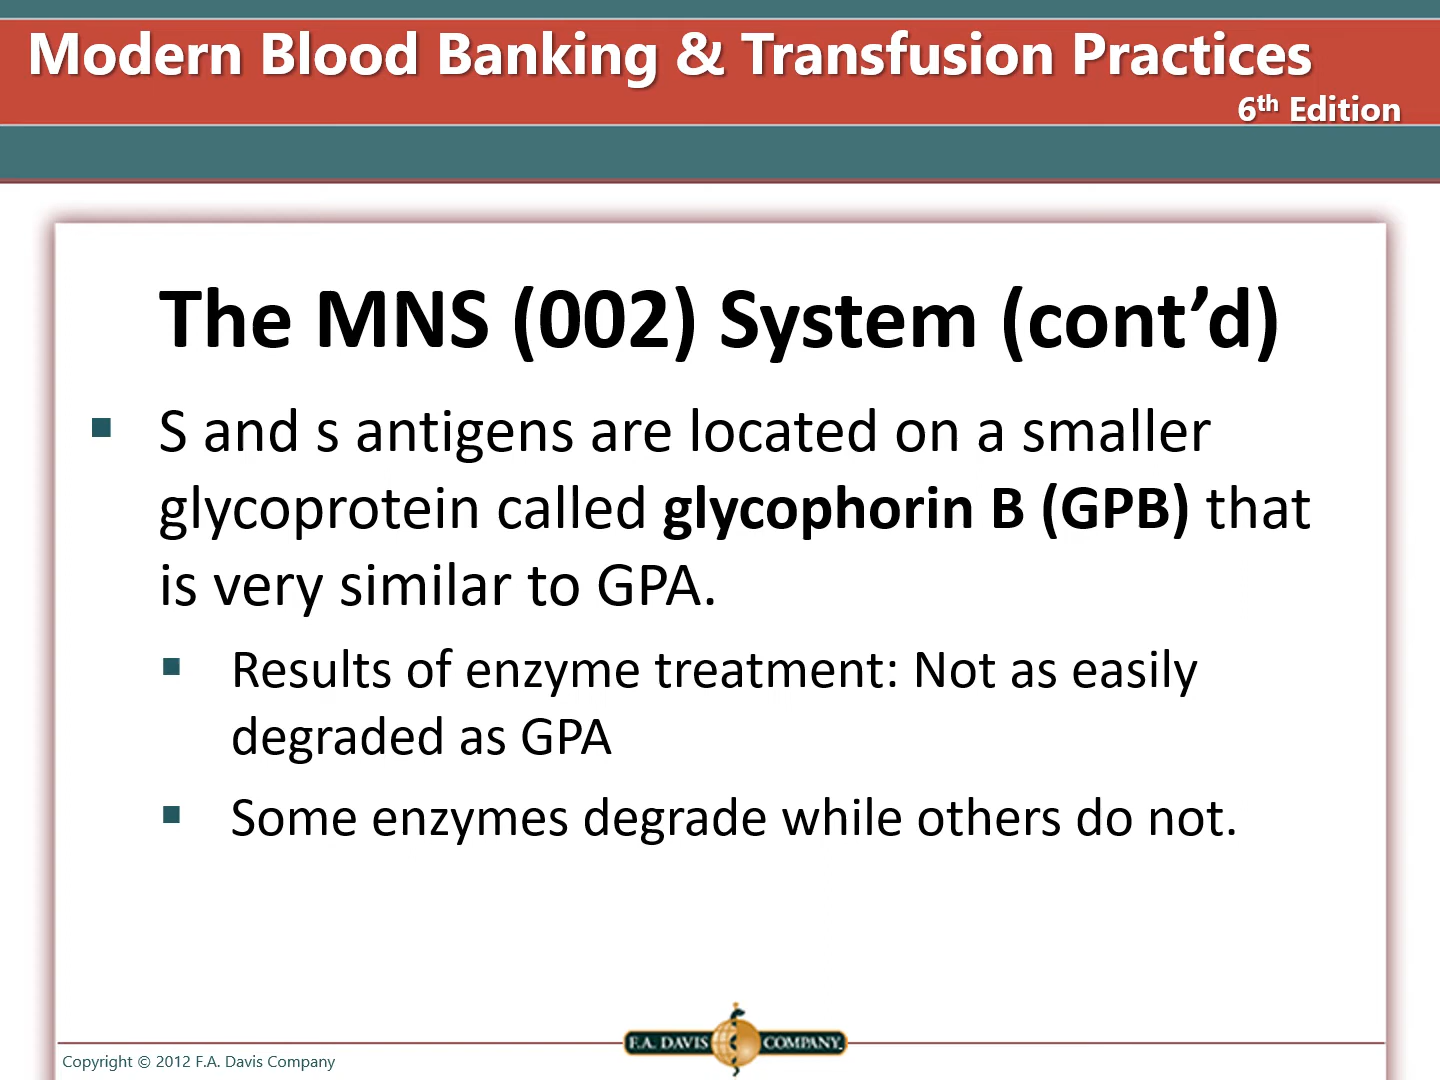 Modern Blood Banking & Transfusion Practices
6th Edition
The MNS (002) System (cont’d)
S and s antigens are located on a smaller
glycoprotein called glycophorin B (GPB) that
is very similar to GPA.
Results of enzyme treatment: Not as easily
degraded as GPA
Some enzymes degrade while others do not.
F.A. DAVIS COMPANY.
Copyright © 2012 F.A. Davis Company